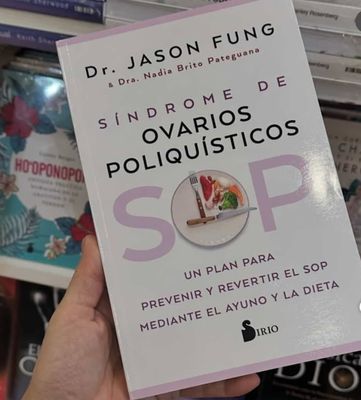 Dr. JASON FUNG
& Dra. Nadia Brito Pateguana
SÍNDROME DE
OVARIOS
POLIQUÍSTICOS
SOP
UN PLAN PARA
PREVENIR Y REVERTIR EL SOP
MEDIANTE EL AYUNO Y LA DIETA
SIRIO
HO'OPONOPO